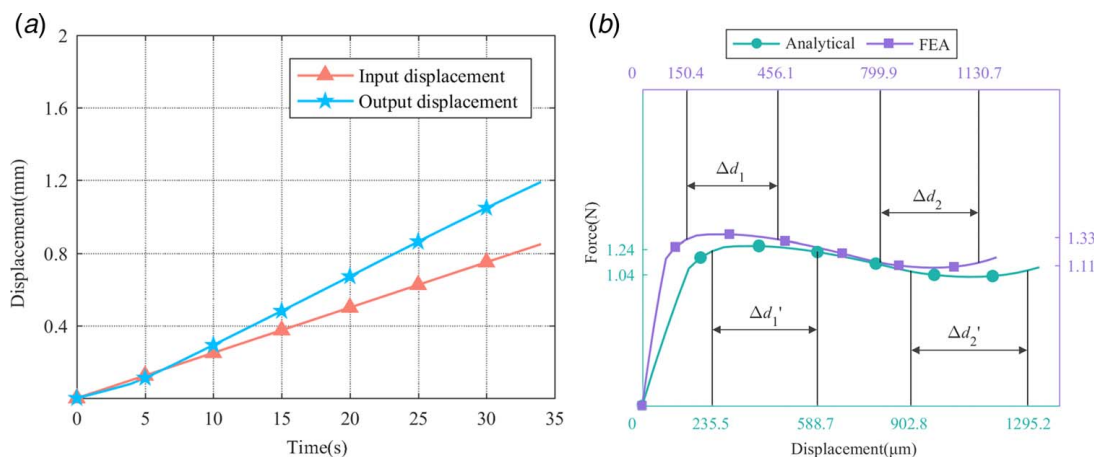 (a)
2
1.6
1.2
0.8
0.4
0
Displacement(mm)
Input displacement
Output displacement
0 5 10 15 20 25 30 35
Time(s)
(b)
Analytical FEA
0 150.4 456.1 799.9 1130.7
Δd1
Δd2
Force(N)
1.24
1.04
1.33
1.11
Δd1'
Δd2'
0 235.5 588.7 902.8 1295.2
Displacement(μm)